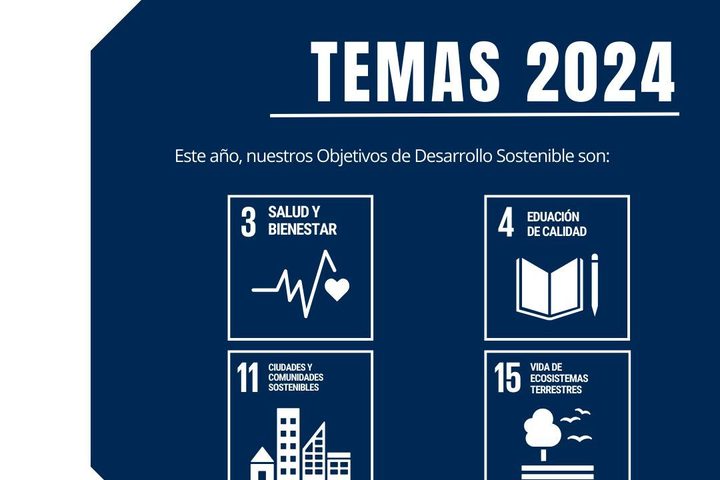 TEMAS 2024
Este año, nuestros Objetivos de Desarrollo Sostenible son:
3 SALUD Y
BIENESTAR
4 EDUACIÓN
DE CALIDAD
11 CIUDADES Y
COMUNIDADES
SOSTENIBLES
15 VIDA DE
ECOSISTEMAS
TERRESTRES